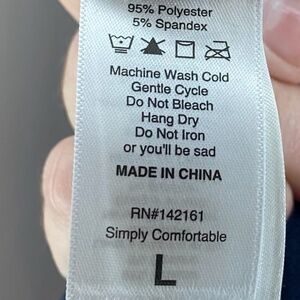 95% Polyester
5% Spandex
Machine Wash Cold
Gentle Cycle
Do Not Bleach
Hang Dry
Do Not Iron
or you'll be sad
MADE IN CHINA
RN#142161
Simply Comfortable
L